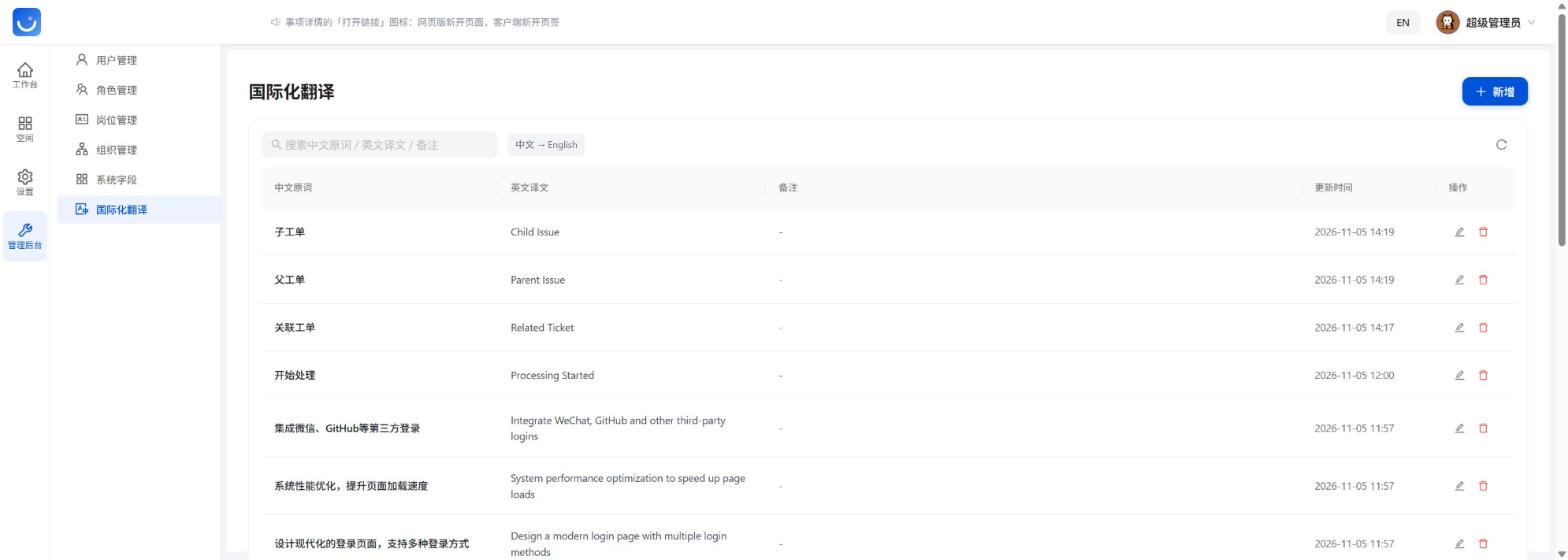 事项详情的「打开链接」图标：网页版新开页面，客户端新开页签
EN
超级管理员
工作台
空间
设置
管理后台
用户管理
角色管理
岗位管理
组织管理
系统字段
国际化翻译
国际化翻译
新增
搜索中文原词 / 英文译文 / 备注
中文 → English
中文原词 英文译文 备注 更新时间 操作
子工单 Child Issue - 2026-11-05 14:19
父工单 Parent Issue - 2026-11-05 14:19
关联工单 Related Ticket - 2026-11-05 14:17
开始处理 Processing Started - 2026-11-05 12:00
集成微信、GitHub等第三方登录 Integrate WeChat, GitHub and other third-party
logins - 2026-11-05 11:57
系统性能优化，提升页面加载速度 System performance optimization to speed up page
loads - 2026-11-05 11:57
设计现代化的登录页面，支持多种登录方式 Design a modern login page with multiple login
methods - 2026-11-05 11:57